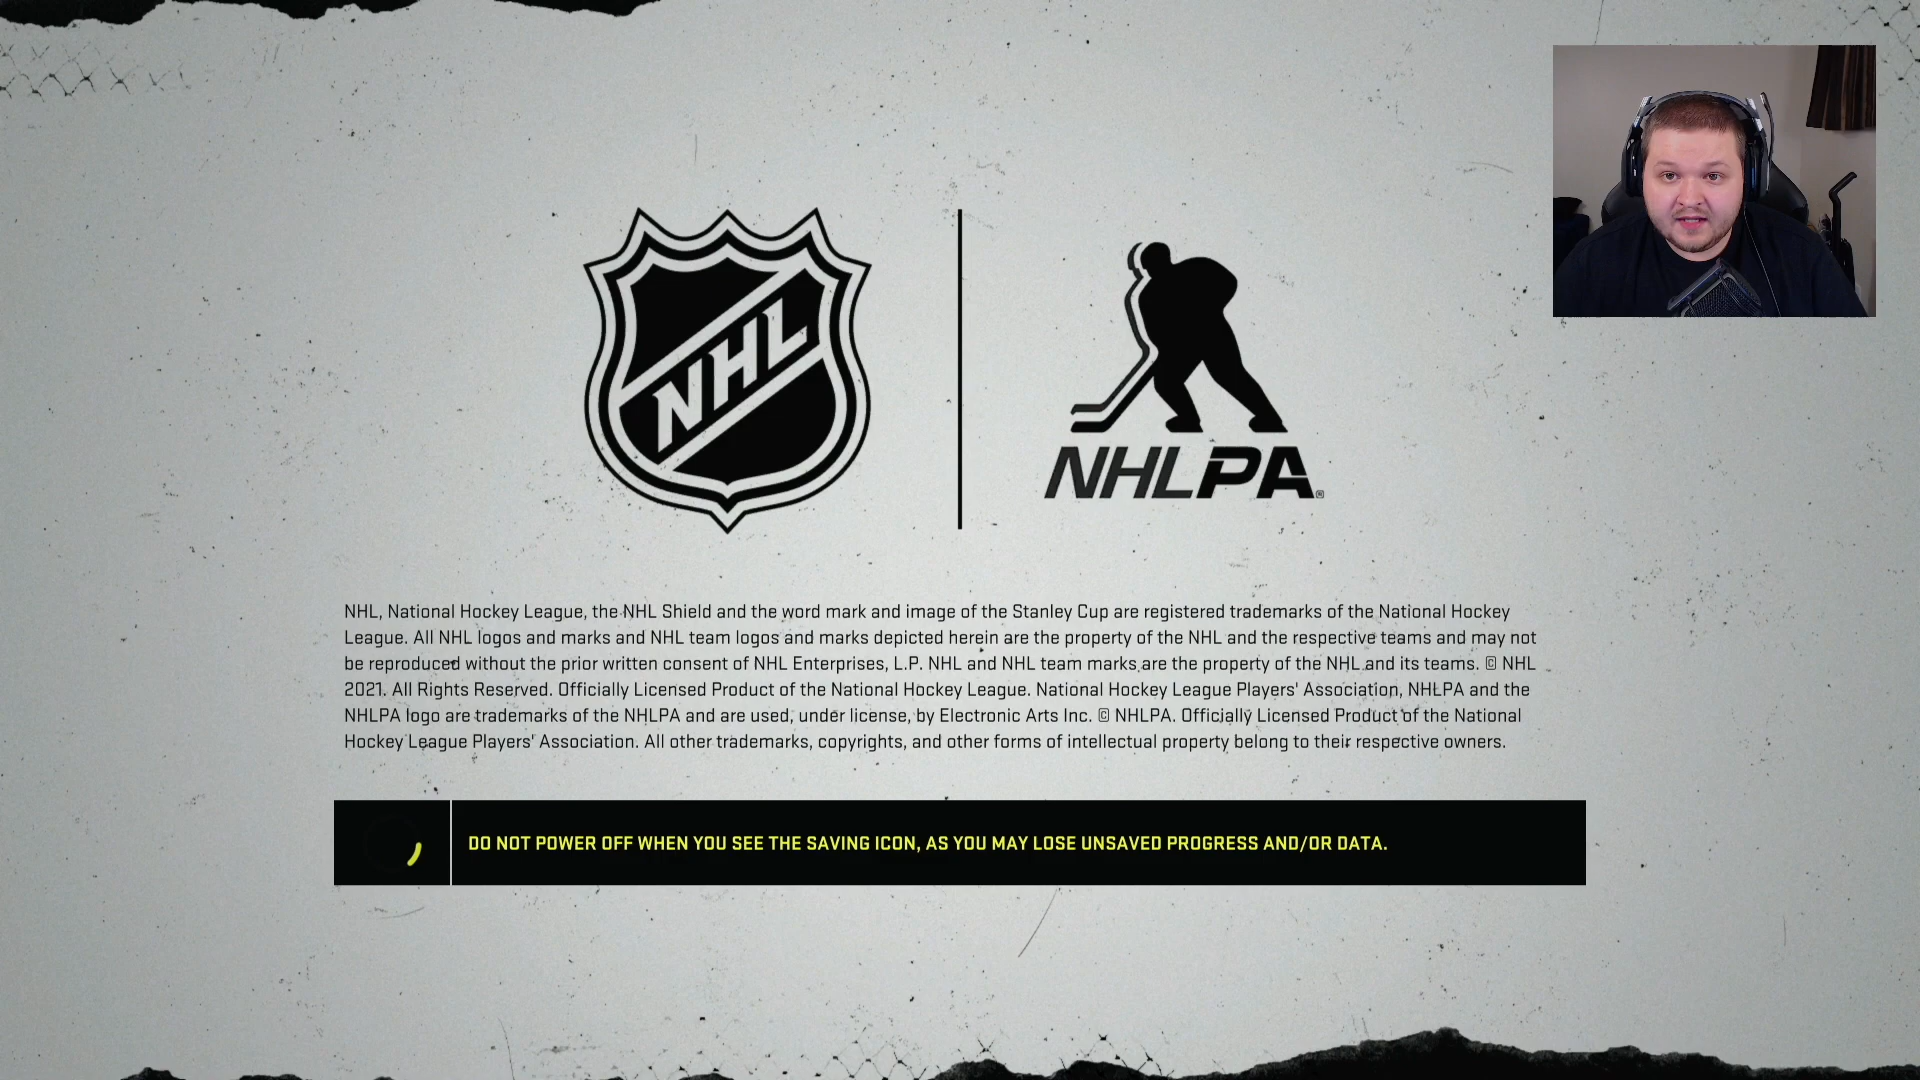 NHL
NHLPA®
NHL, National Hockey League, the NHL Shield and the word mark and image of the Stanley Cup are registered trademarks of the National Hockey
League. All NHL logos and marks and NHL team logos and marks depicted herein are the property of the NHL and the respective teams and may not
be reproduced without the prior written consent of NHL Enterprises, L.P. NHL and NHL team marks are the property of the NHL and its teams. © NHL
2021. All Rights Reserved. Officially Licensed Product of the National Hockey League. National Hockey League Players' Association, NHLPA and the
NHLPA logo are trademarks of the NHLPA and are used, under license, by Electronic Arts Inc. © NHLPA. Officially Licensed Product of the National
Hockey League Players' Association. All other trademarks, copyrights, and other forms of intellectual property belong to their respective owners.
DO NOT POWER OFF WHEN YOU SEE THE SAVING ICON, AS YOU MAY LOSE UNSAVED PROGRESS AND/OR DATA.